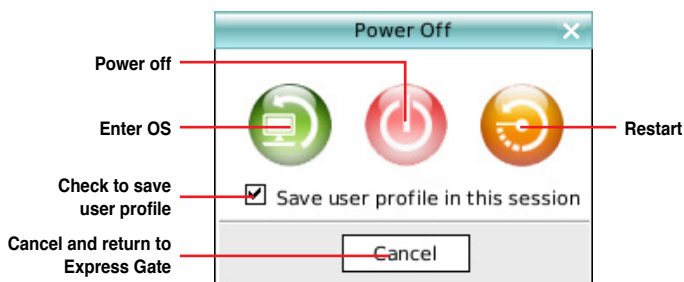 Power Off
Power off
Enter OS
Restart
Check to save
user profile
Save user profile in this session
Cancel and return to
Express Gate
Cancel